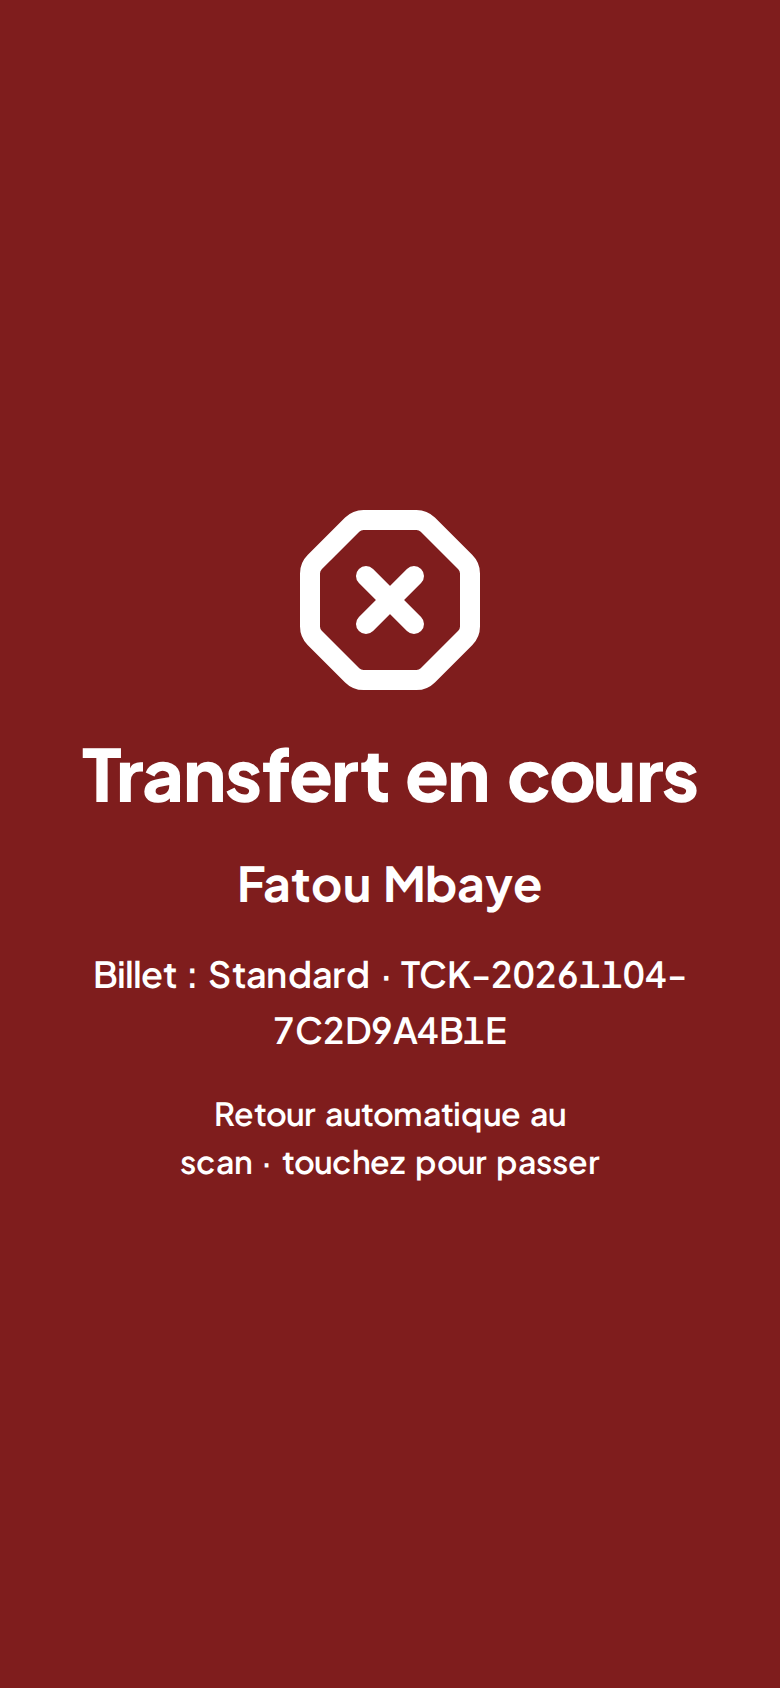 Transfert en cours
Fatou Mbaye
Billet : Standard · TCK-20261104-
7C2D9A4B1E
Retour automatique au
scan · touchez pour passer